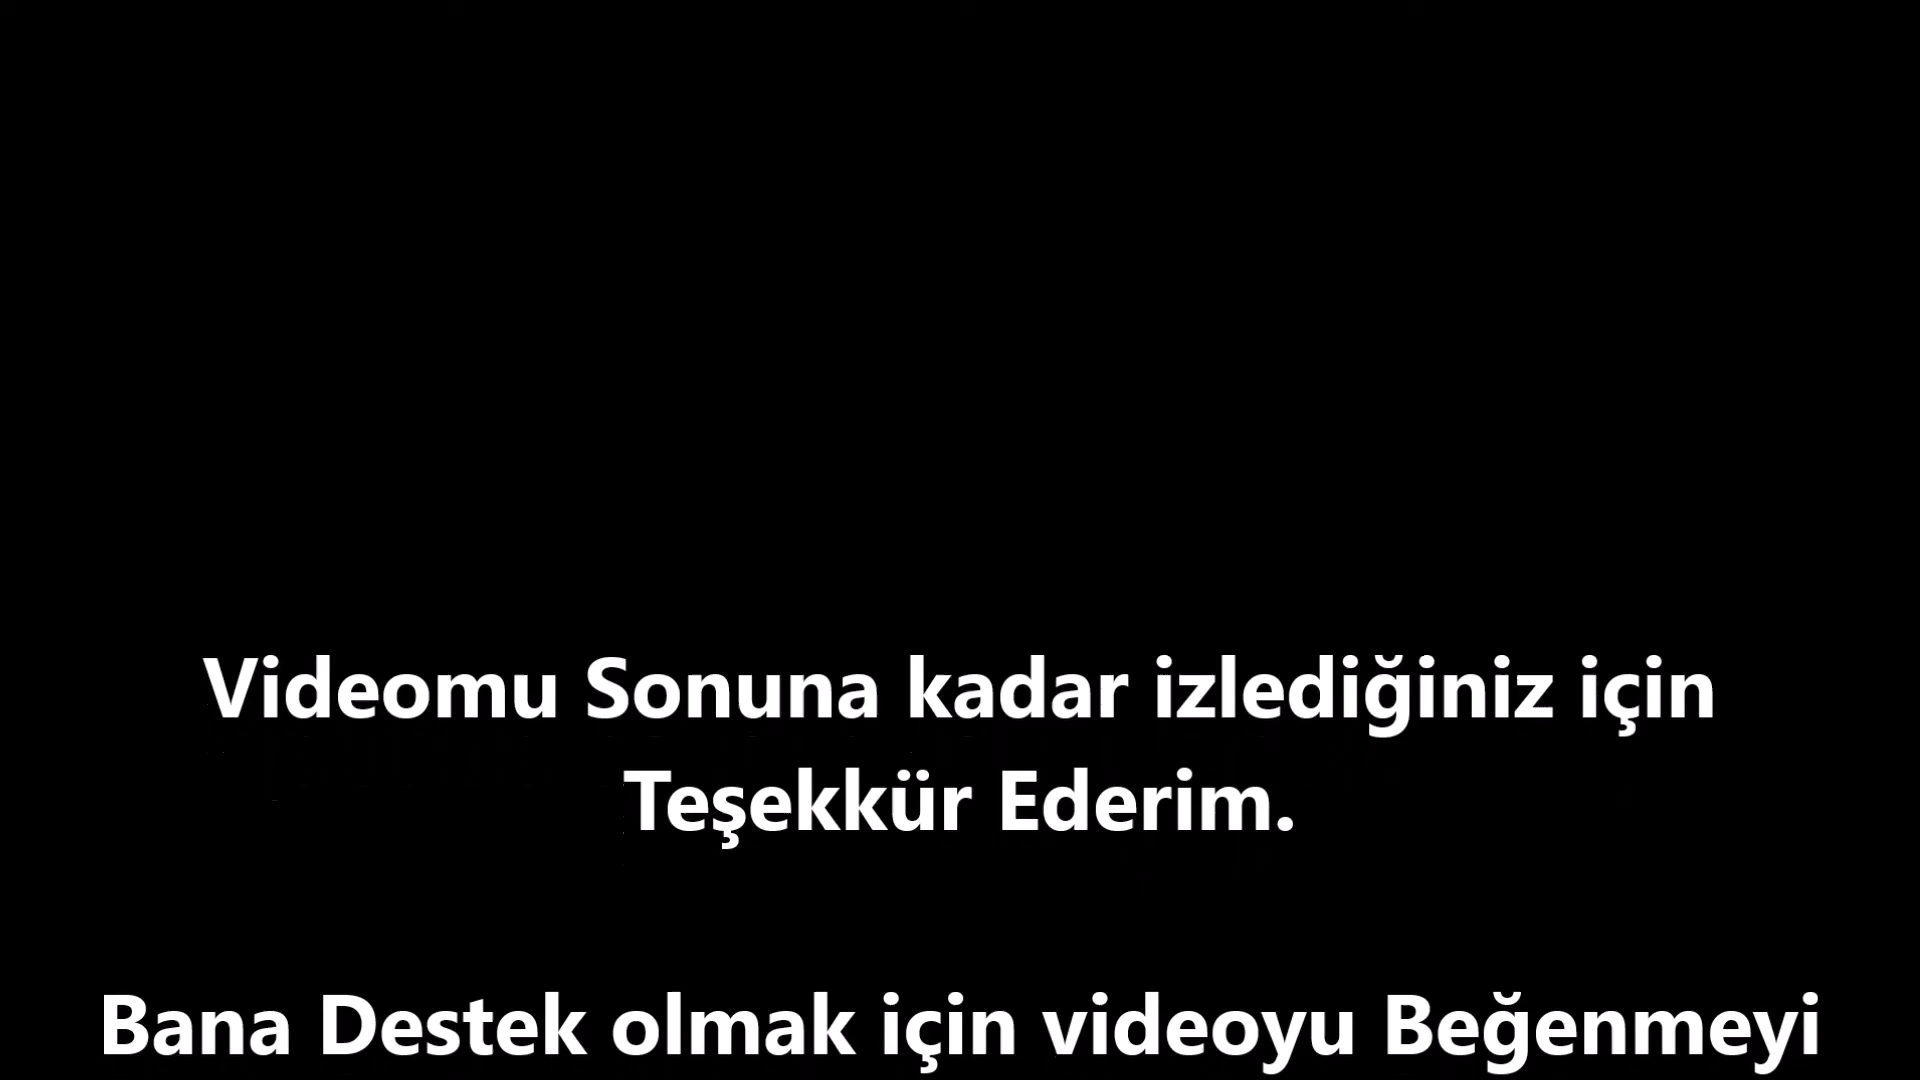 Videomu Sonuna kadar izlediğiniz için
Teşekkür Ederim.
Bana Destek olmak için videoyu Beğenmeyi